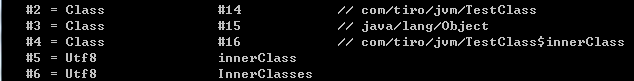 #2 = Class #14 // com/tiro/jvm/TestClass
#3 = Class #15 // java/lang/Object
#4 = Class #16 // com/tiro/jvm/TestClass$innerClass
#5 = Utf8 innerClass
#6 = Utf8 InnerClasses